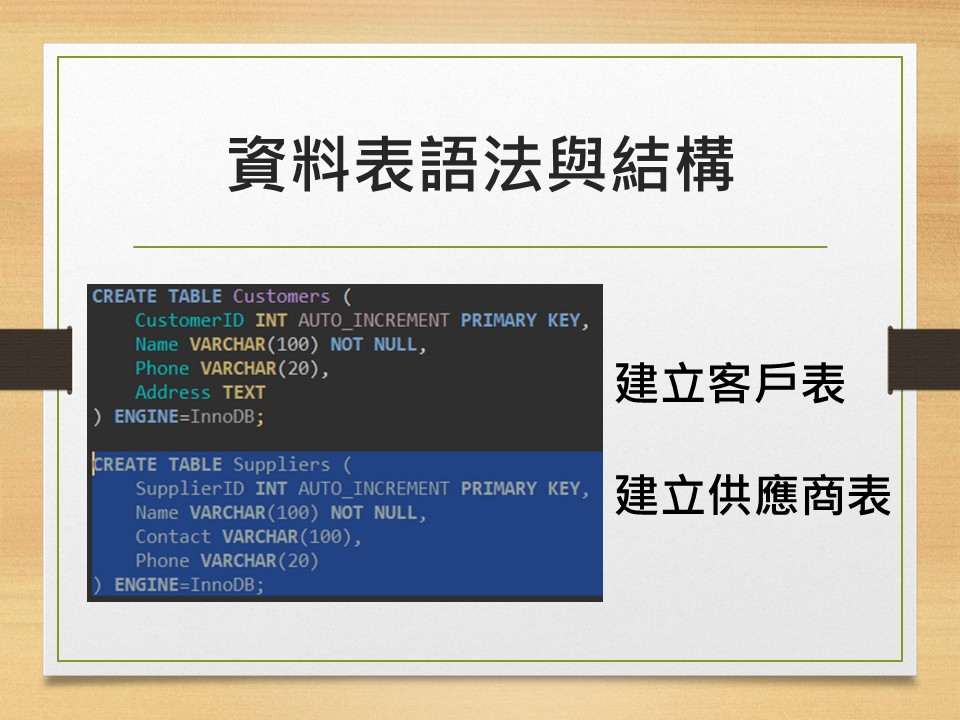 資料表語法與結構
CREATE TABLE Customers (
    CustomerID INT AUTO_INCREMENT PRIMARY KEY,
    Name VARCHAR(100) NOT NULL,
    Phone VARCHAR(20),
    Address TEXT
) ENGINE=InnoDB;
建立客戶表
CREATE TABLE Suppliers (
    SupplierID INT AUTO_INCREMENT PRIMARY KEY,
    Name VARCHAR(100) NOT NULL,
    Contact VARCHAR(100),
    Phone VARCHAR(20)
) ENGINE=InnoDB;
建立供應商表